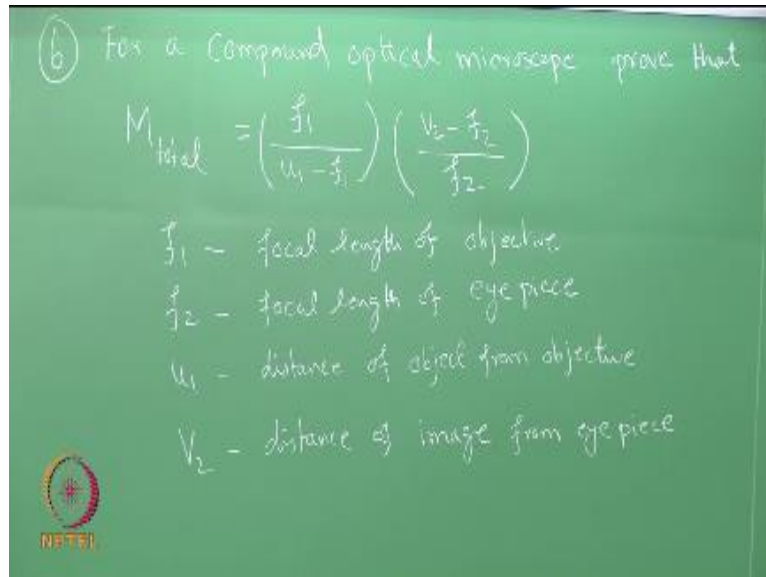 (6) For a compound optical microscope prove that
M total = (f1 / (u1 - f1)) ((V2 - f2) / f2)
f1 - focal length of objective
f2 - focal length of eye piece
u1 - distance of object from objective
V2 - distance of image from eye piece
NPTEL